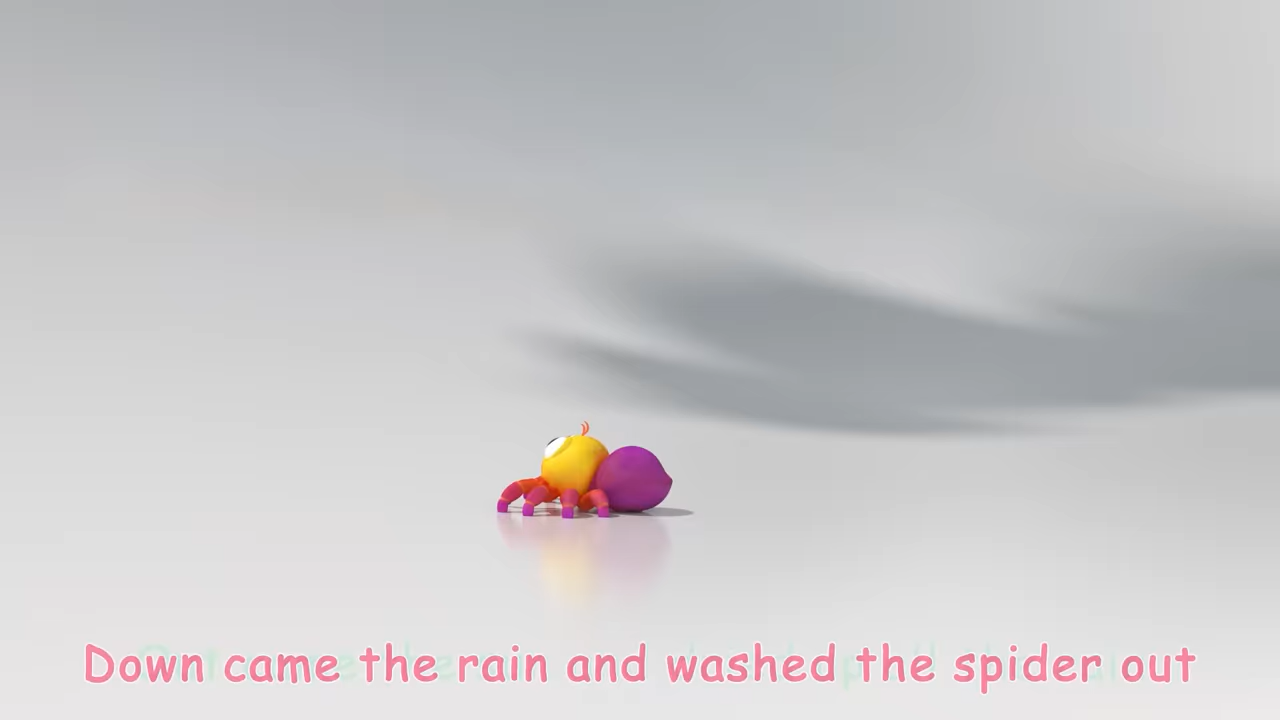 Down came the rain and washed the spider out